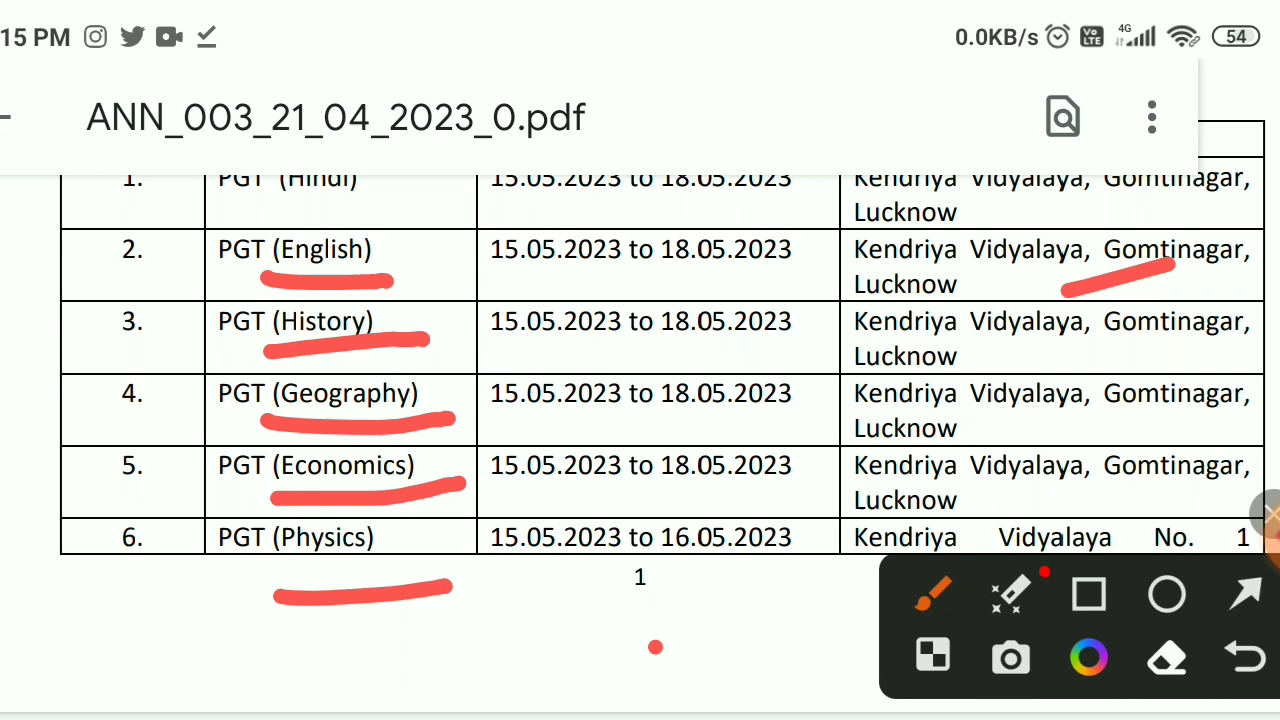 15 PM 0.0KB/s Vo LTE 4G 54
ANN_003_21_04_2023_0.pdf
1. PGT (Hindi) 15.05.2023 to 18.05.2023 Kendriya Vidyalaya, Gomtinagar,
Lucknow
2. PGT (English) 15.05.2023 to 18.05.2023 Kendriya Vidyalaya, Gomtinagar,
Lucknow
3. PGT (History) 15.05.2023 to 18.05.2023 Kendriya Vidyalaya, Gomtinagar,
Lucknow
4. PGT (Geography) 15.05.2023 to 18.05.2023 Kendriya Vidyalaya, Gomtinagar,
Lucknow
5. PGT (Economics) 15.05.2023 to 18.05.2023 Kendriya Vidyalaya, Gomtinagar,
Lucknow
6. PGT (Physics) 15.05.2023 to 16.05.2023 Kendriya Vidyalaya No. 1
1